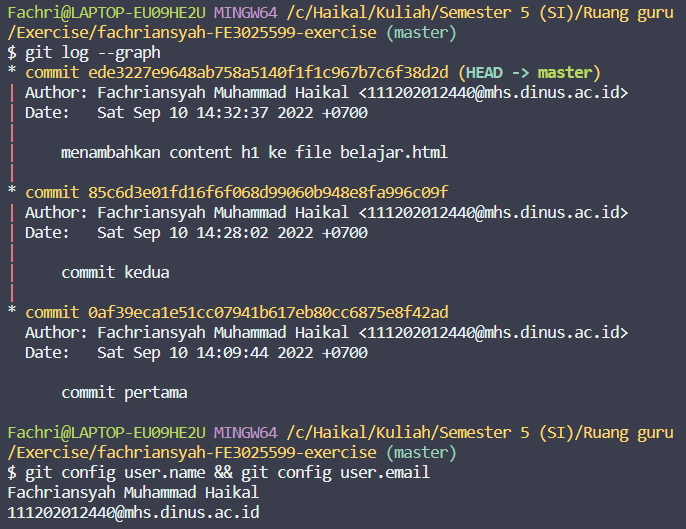 Fachri@LAPTOP-EU09HE2U MINGW64 /c/Haikal/Kuliah/Semester 5 (SI)/Ruang guru
/Exercise/fachriansyah-FE3025599-exercise (master)
$ git log --graph
* commit ede3227e9648ab758a5140f1f1c967b7c6f38d2d (HEAD -> master)
| Author: Fachriansyah Muhammad Haikal <111202012440@mhs.dinus.ac.id>
| Date:   Sat Sep 10 14:32:37 2022 +0700
|
|     menambahkan content h1 ke file belajar.html
|
* commit 85c6d3e01fd16f6f068d99060b948e8fa996c09f
| Author: Fachriansyah Muhammad Haikal <111202012440@mhs.dinus.ac.id>
| Date:   Sat Sep 10 14:28:02 2022 +0700
|
|     commit kedua
|
* commit 0af39eca1e51cc07941b617eb80cc6875e8f42ad
  Author: Fachriansyah Muhammad Haikal <111202012440@mhs.dinus.ac.id>
  Date:   Sat Sep 10 14:09:44 2022 +0700
      commit pertama
Fachri@LAPTOP-EU09HE2U MINGW64 /c/Haikal/Kuliah/Semester 5 (SI)/Ruang guru
/Exercise/fachriansyah-FE3025599-exercise (master)
$ git config user.name && git config user.email
Fachriansyah Muhammad Haikal
111202012440@mhs.dinus.ac.id